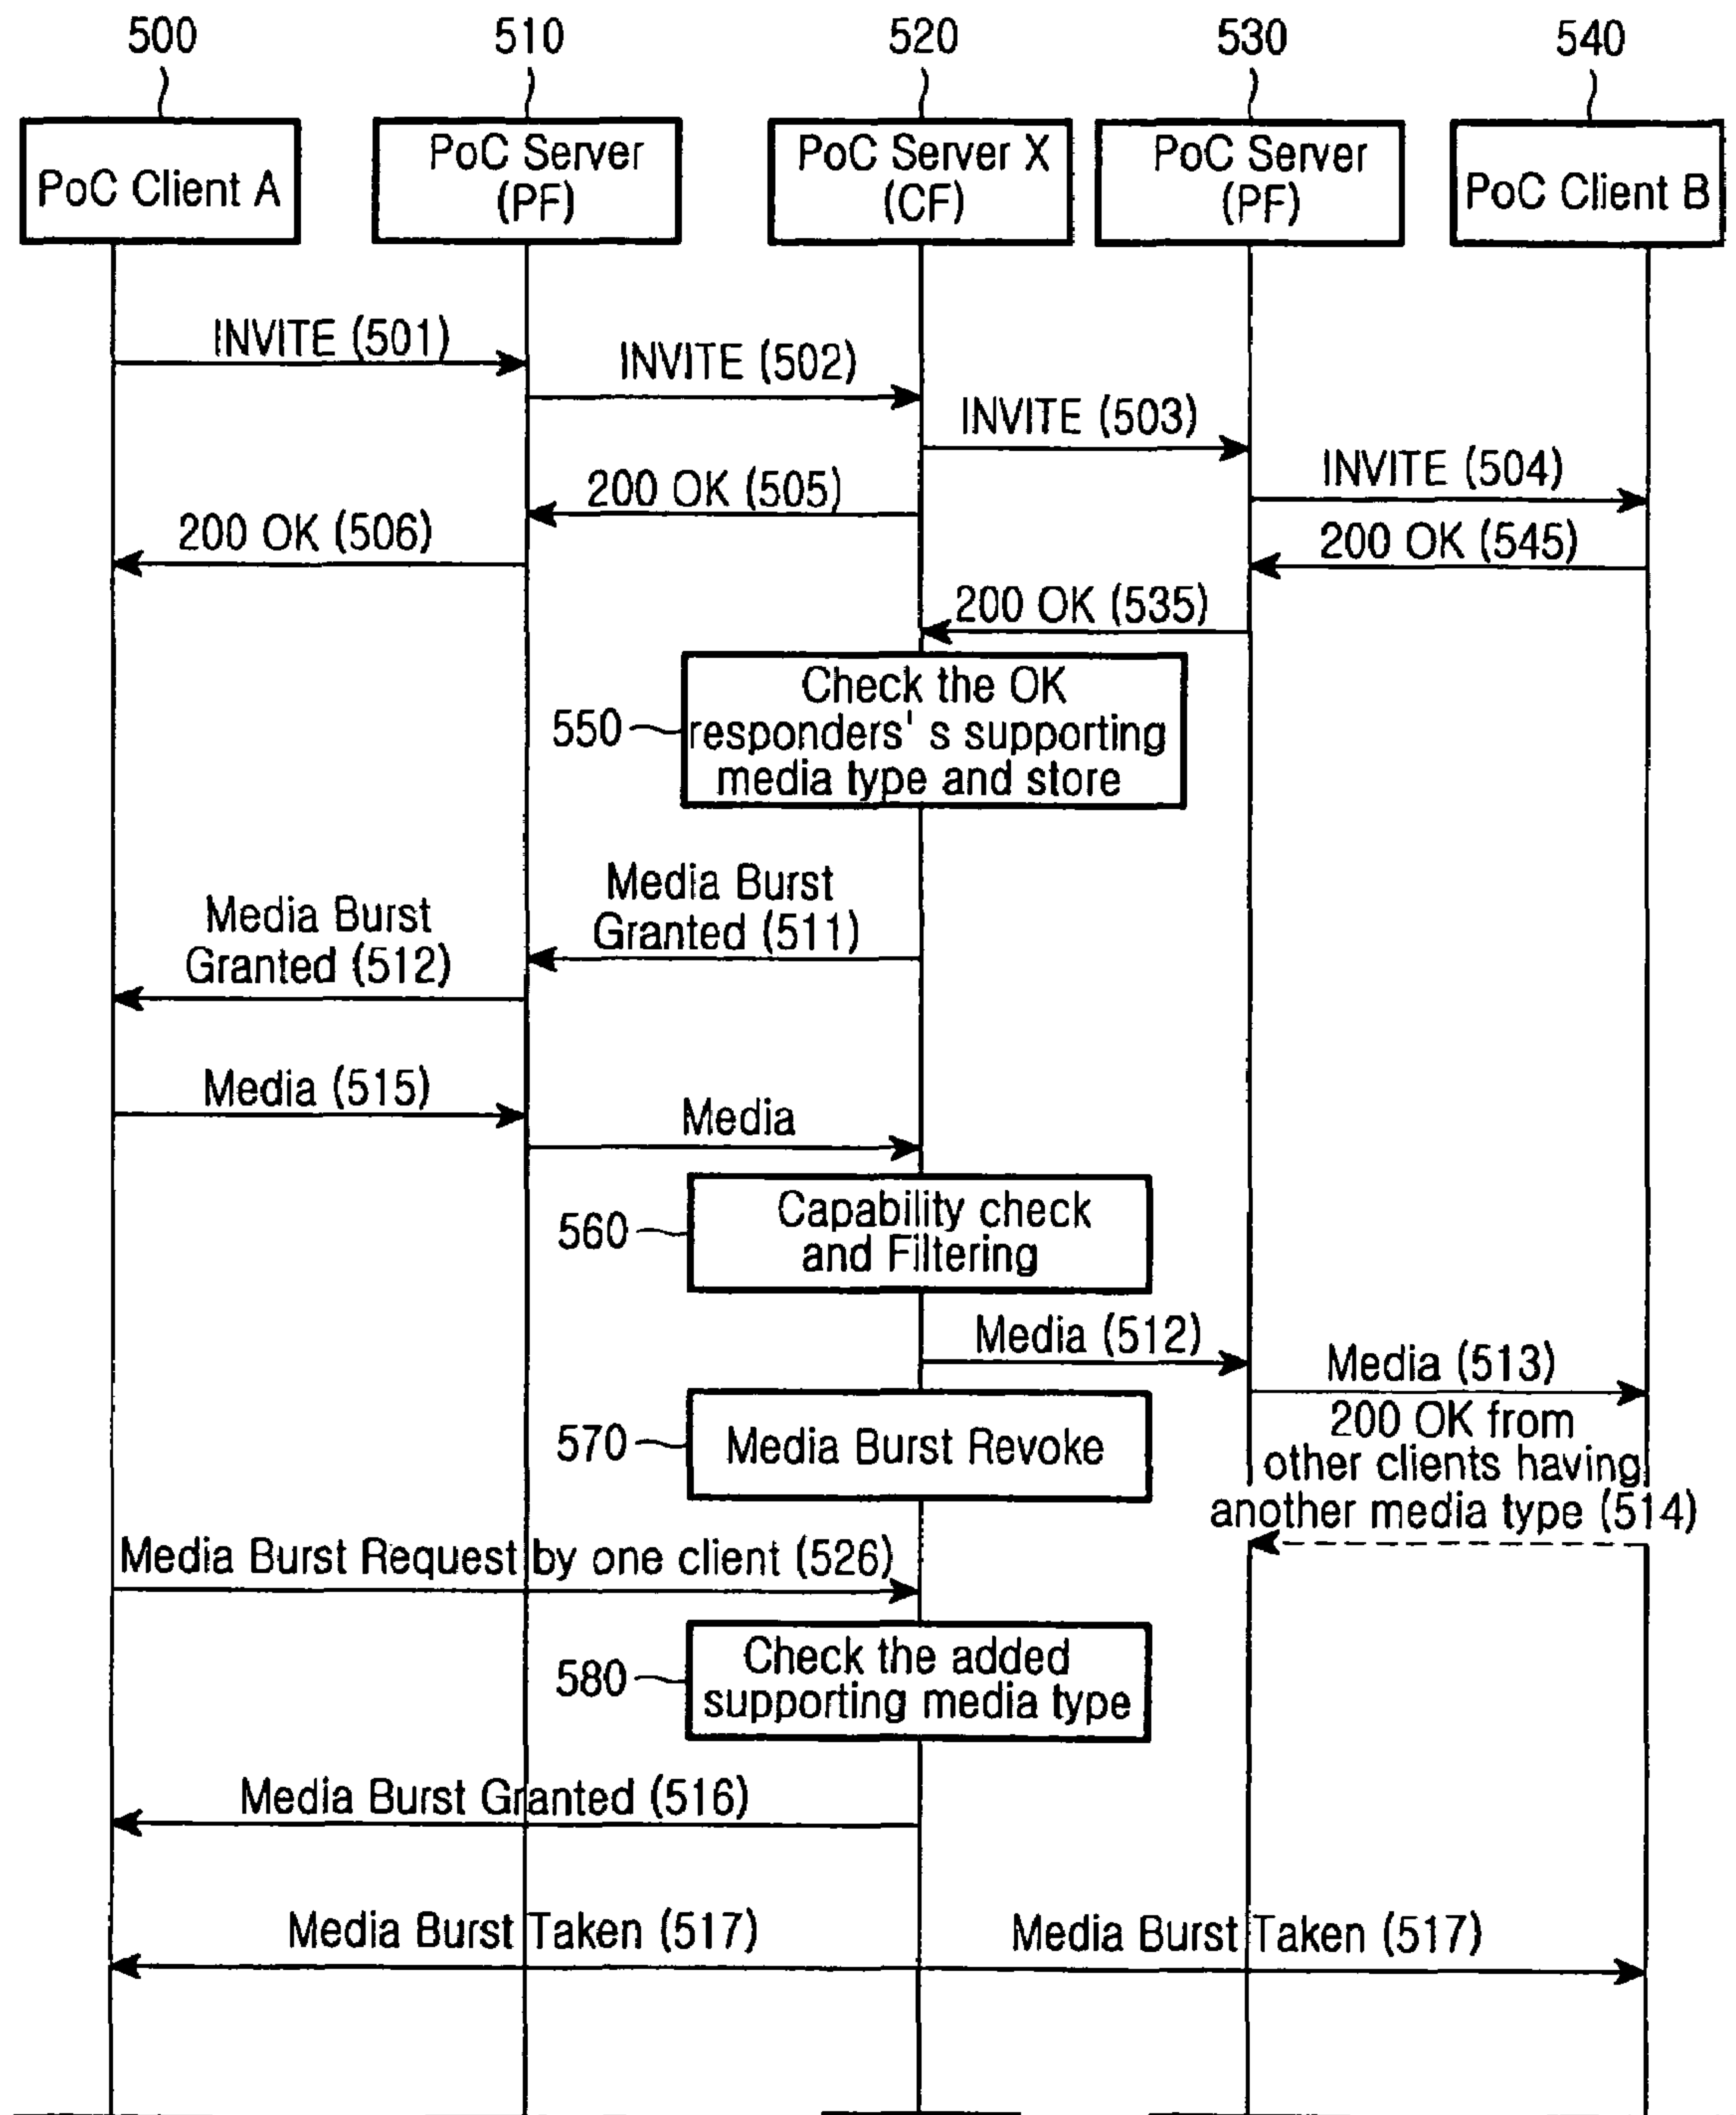 500
510
520
530
540
PoC Client A
PoC Server
(PF)
PoC Server X
(CF)
PoC Server
(PF)
PoC Client B
INVITE (501)
INVITE (502)
INVITE (503)
INVITE (504)
200 OK (505)
200 OK (506)
200 OK (545)
200 OK (535)
550
Check the OK
responders' s supporting
media type and store
Media Burst
Granted (511)
Media Burst
Granted (512)
Media (515)
Media
560
Capability check
and Filtering
Media (512)
Media (513)
570
Media Burst Revoke
200 OK from
other clients having
another media type (514)
Media Burst Request by one client (526)
580
Check the added
supporting media type
Media Burst Granted (516)
Media Burst Taken (517)
Media Burst Taken (517)